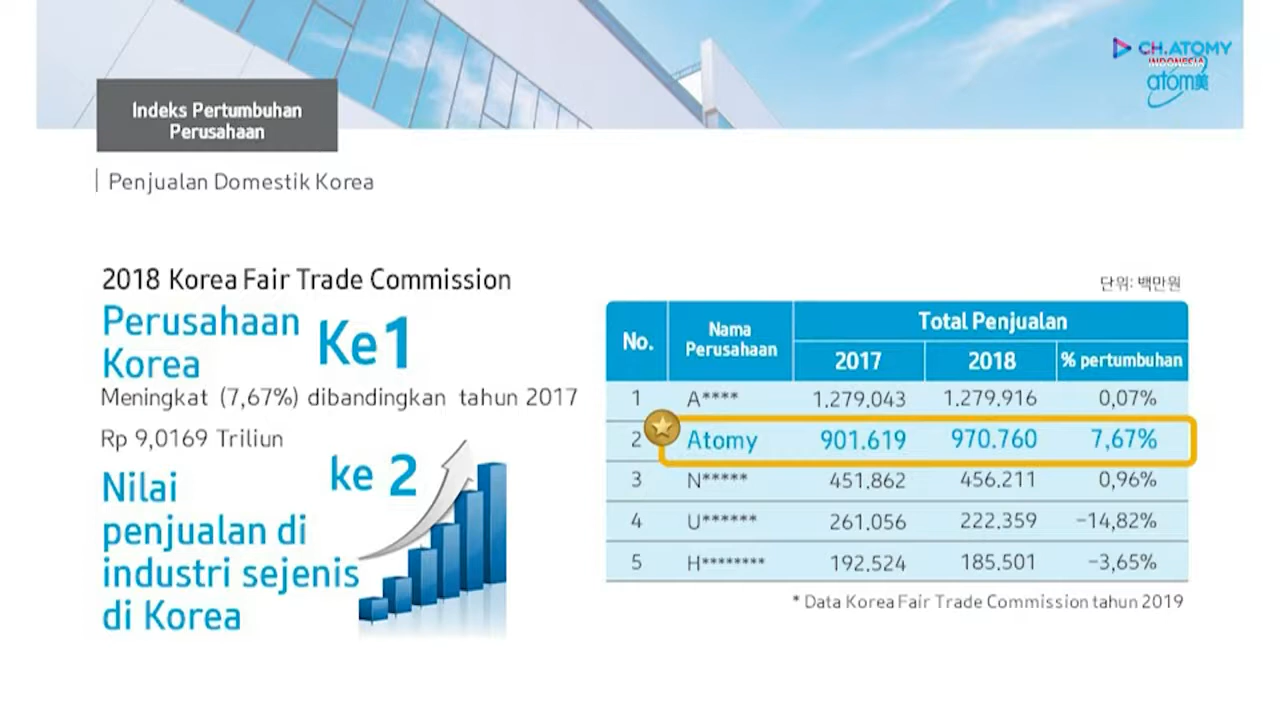 CH.ATOMY
INDONESIA
atom美
Indeks Pertumbuhan
Perusahaan
Penjualan Domestik Korea
2018 Korea Fair Trade Commission
Perusahaan
Korea
Ke1
Meningkat (7,67%) dibandingkan tahun 2017
Rp 9,0169 Triliun
ke 2
Nilai
penjualan di
industri sejenis
di Korea
단위: 백만원
No. Nama Perusahaan Total Penjualan
2017 2018 % pertumbuhan
1 A**** 1.279.043 1.279.916 0,07%
2 Atomy 901.619 970.760 7,67%
3 N***** 451.862 456.211 0,96%
4 U****** 261.056 222.359 −14,82%
5 H******** 192.524 185.501 −3,65%
* Data Korea Fair Trade Commission tahun 2019